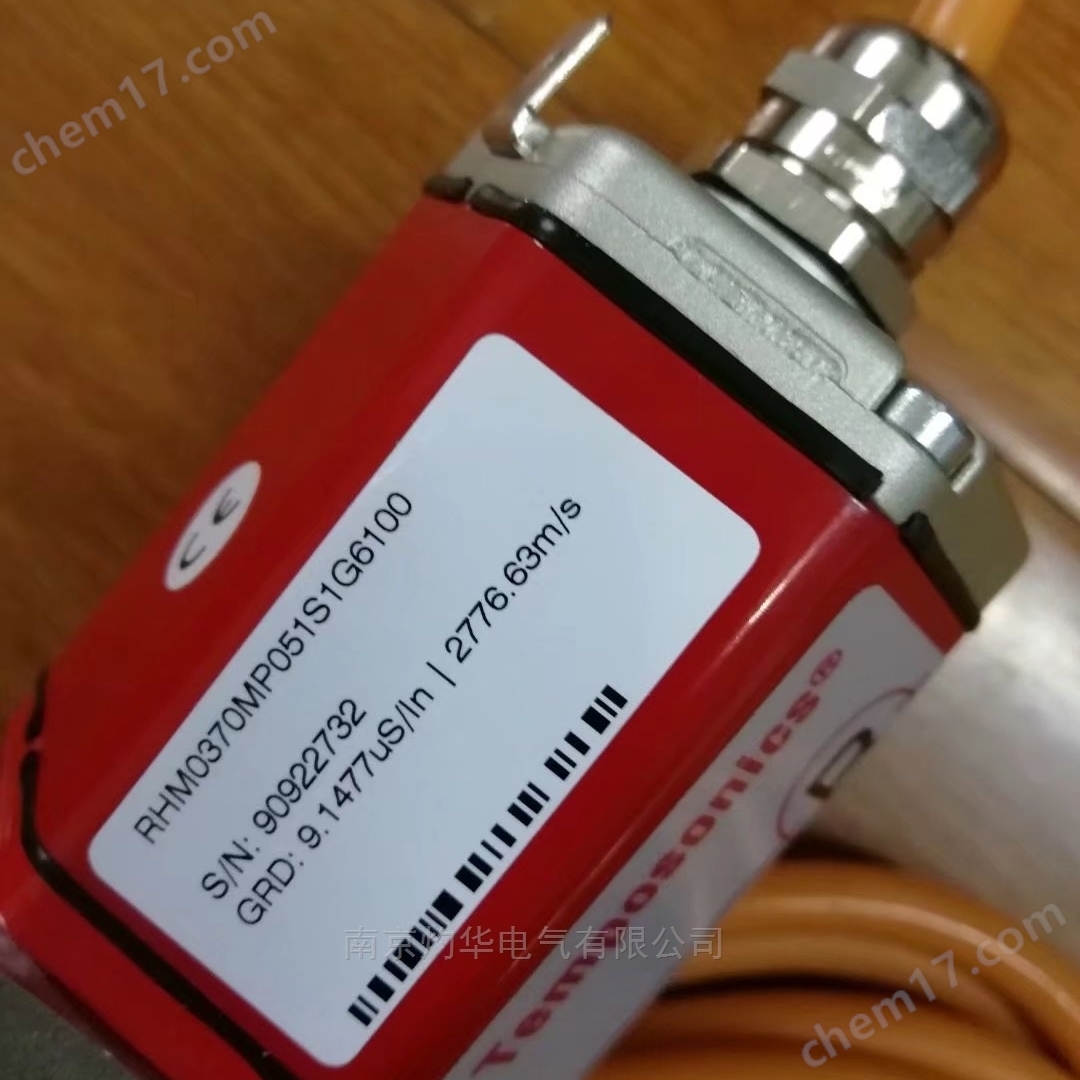 chem17.com
RHM0370MP051S1G6100
S/N: 90922732
GRD: 9.1477uS/In | 2776.63m/s
CE
Temposonics®
R
南京衬华电气有限公司
chem17.com